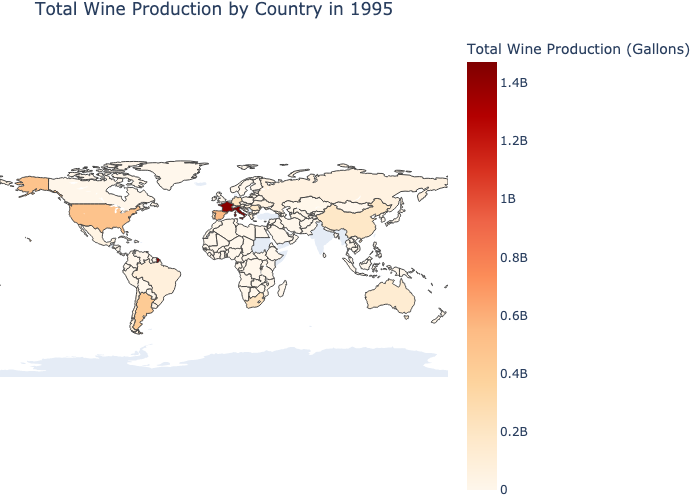 Total Wine Production by Country in 1995
Total Wine Production (Gallons)
1.4B
1.2B
1B
0.8B
0.6B
0.4B
0.2B
0